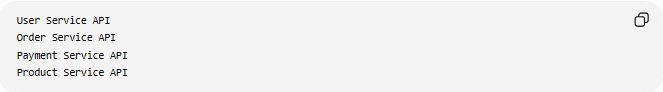 User Service API
Order Service API
Payment Service API
Product Service API